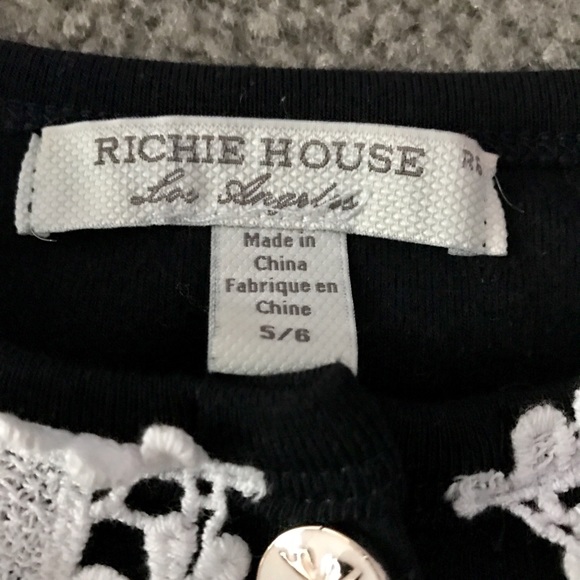 RICHIE HOUSE
Los Angeles
Made in
China
Fabrique en
Chine
5/6